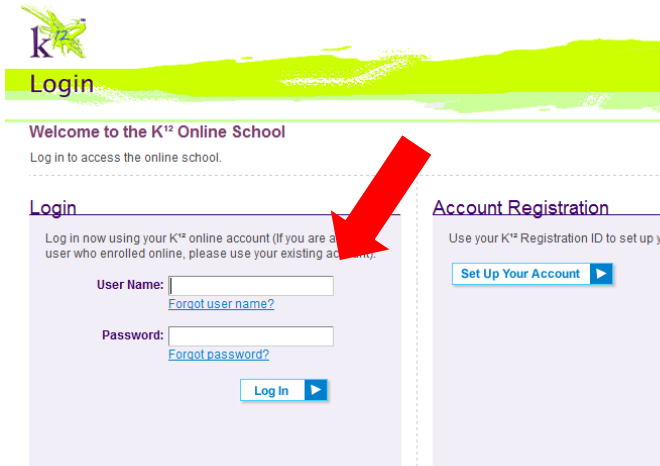 k12
Login
Welcome to the K¹² Online School
Log in to access the online school.
Login
Log in now using your K¹² online account (If you are a
user who enrolled online, please use your existing
User Name:
Forgot user name?
Password:
Forgot password?
Log In
Account Registration
Use your K¹² Registration ID to set up
Set Up Your Account